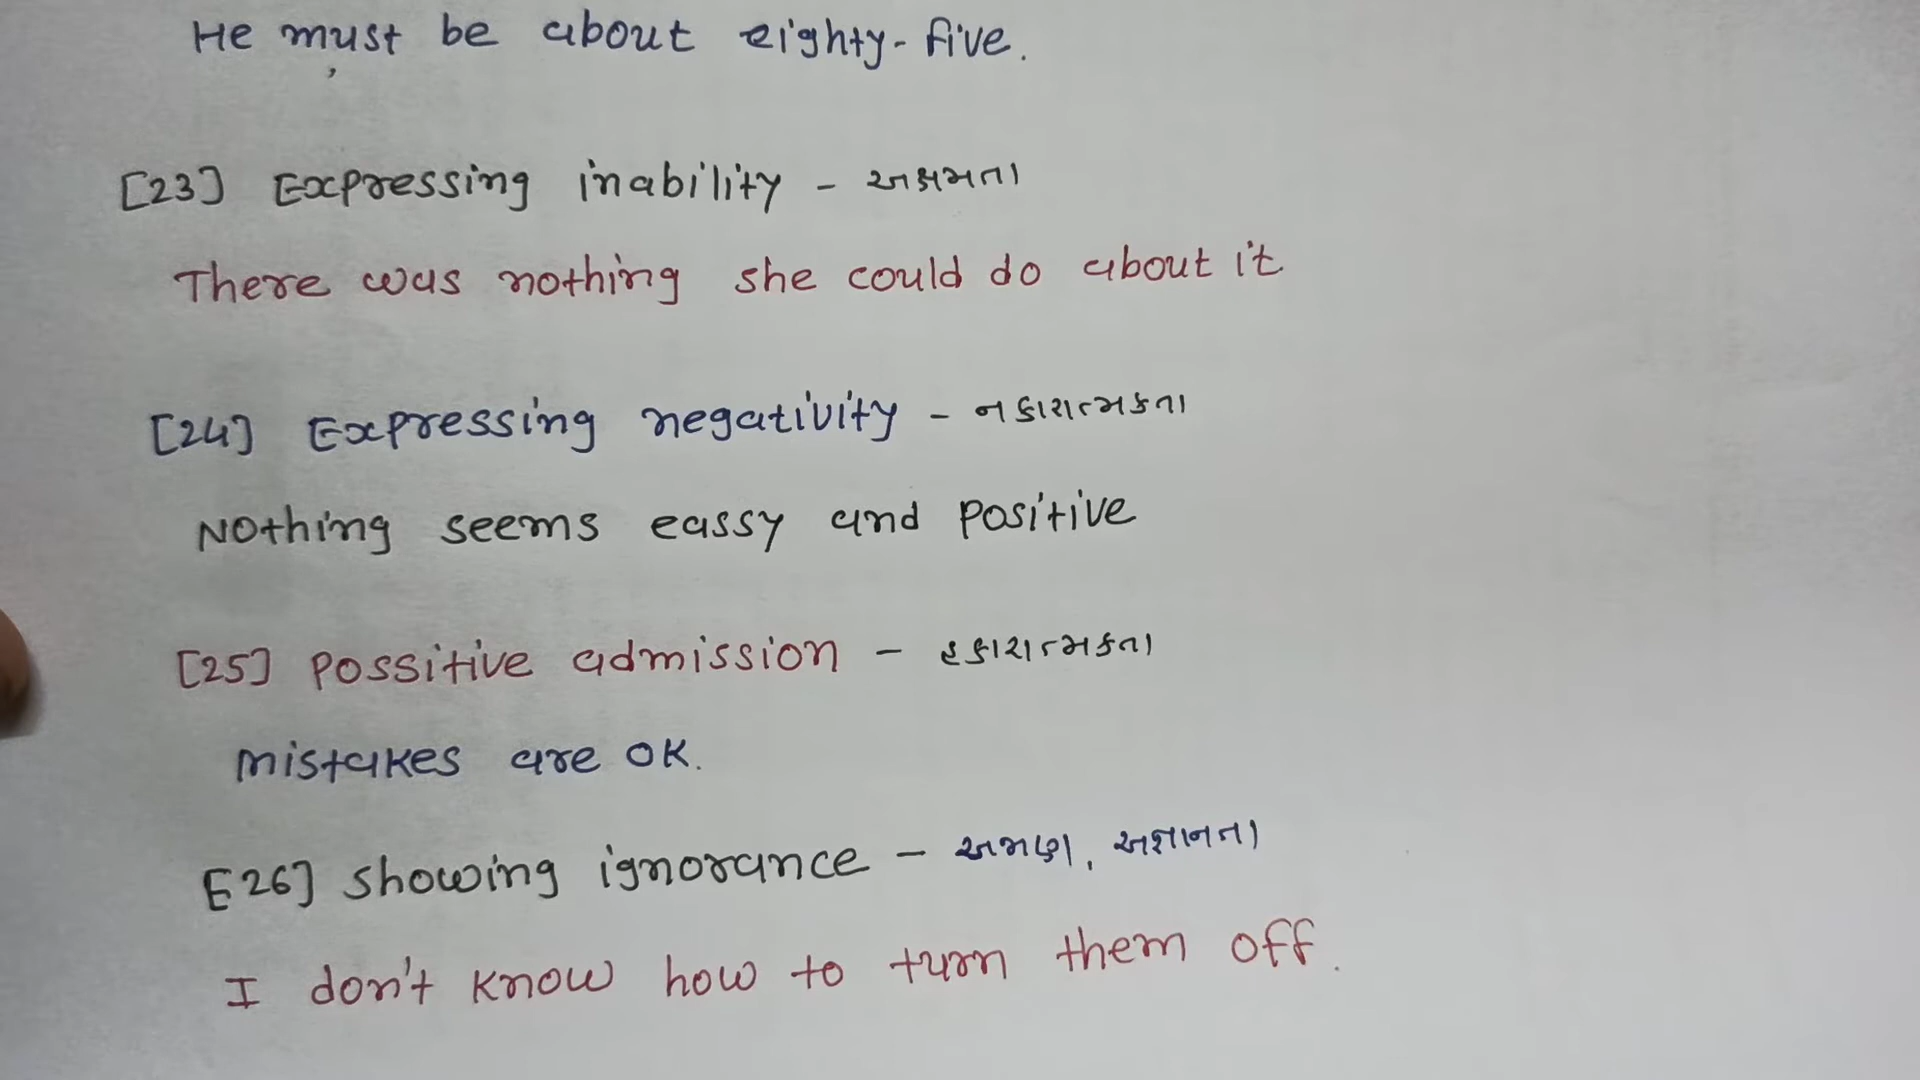 He must be about eighty-five.
[23] Expressing inability - અક્ષમતા
There was nothing she could do about it
[24] Expressing negativity - નકારાત્મકતા
Nothing seems eassy and positive
[25] Possitive admission - હકારાત્મકતા
mistakes are OK.
[26] showing ignorance - અભણ, અજ્ઞાનતા
I don't know how to turn them off.